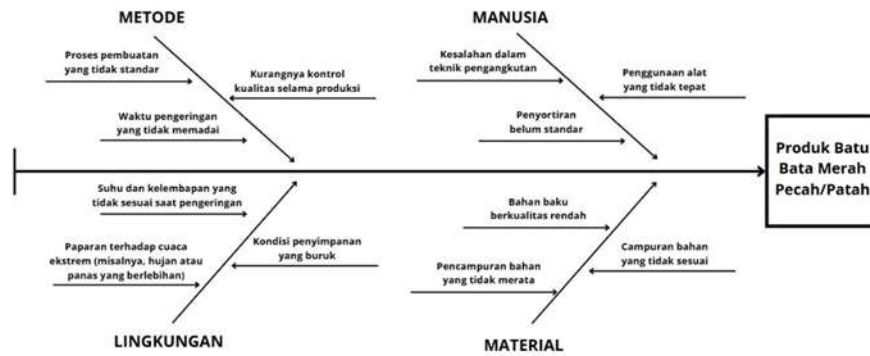 METODE
MANUSIA
Proses pembuatan
yang tidak standar
Kurangnya kontrol
kualitas selama produksi
Waktu pengeringan
yang tidak memadai
Kesalahan dalam
teknik pengangkutan
Penggunaan alat
yang tidak tepat
Penyortiran
belum standar
Produk Batu
Bata Merah
Pecah/Patah
Suhu dan kelembapan yang
tidak sesuai saat pengeringan
Paparan terhadap cuaca
ekstrem (misalnya, hujan atau
panas yang berlebihan)
Kondisi penyimpanan
yang buruk
Bahan baku
berkualitas rendah
Pencampuran bahan
yang tidak merata
Campuran bahan
yang tidak sesuai
LINGKUNGAN
MATERIAL